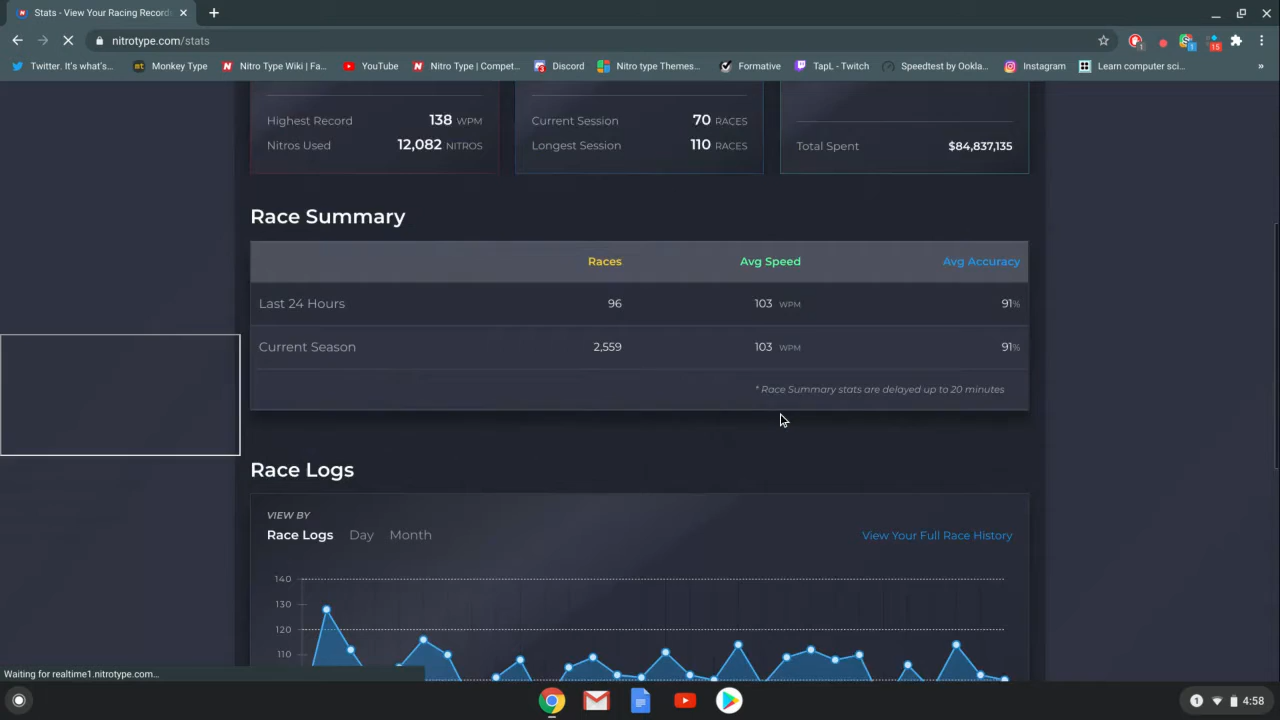 Stats - View Your Racing Record
nitrotype.com/stats
1
1
15
Twitter. It's what's...
mt
Monkey Type
Nitro Type Wiki | Fa...
YouTube
Nitro Type | Compet...
Discord
Nitro type Themes...
Formative
TapL - Twitch
Speedtest by Ookla...
Instagram
Learn computer sci...
»
Highest Record 138 WPM
Nitros Used 12,082 NITROS
Current Session 70 RACES
Longest Session 110 RACES
Total Spent $84,837,135
Race Summary
Races Avg Speed Avg Accuracy
Last 24 Hours 96 103 WPM 91%
Current Season 2,559 103 WPM 91%
* Race Summary stats are delayed up to 20 minutes
Race Logs
VIEW BY
Race Logs Day Month
View Your Full Race History
140
130
120
110
Waiting for realtime1.nitrotype.com...
1 4:58